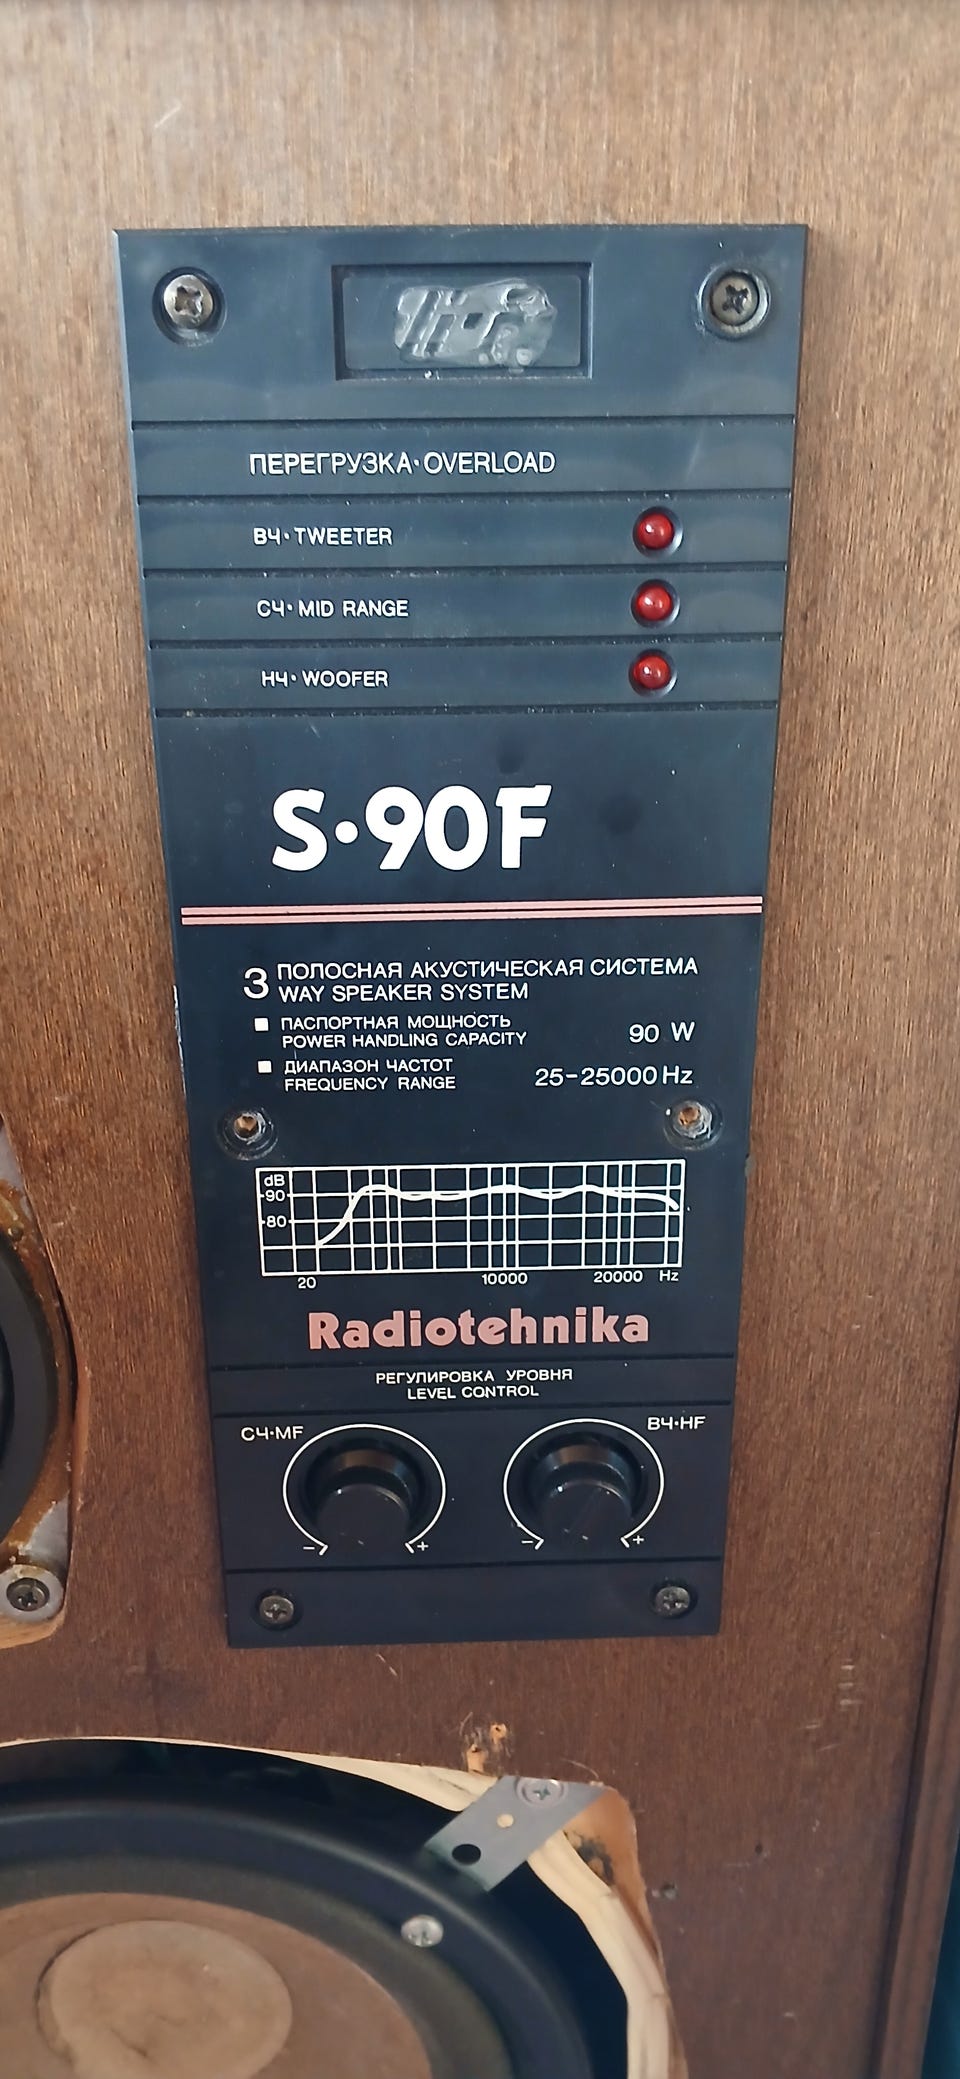 ПЕРЕГРУЗКА·OVERLOAD
ВЧ·TWEETER
СЧ·MID RANGE
НЧ·WOOFER
S·90F
3 ПОЛОСНАЯ АКУСТИЧЕСКАЯ СИСТЕМА
WAY SPEAKER SYSTEM
ПАСПОРТНАЯ МОЩНОСТЬ
POWER HANDLING CAPACITY 90 W
ДИАПАЗОН ЧАСТОТ
FREQUENCY RANGE 25-25000 Hz
dB
90
80
20 10000 20000 Hz
Radiotehnika
РЕГУЛИРОВКА УРОВНЯ
LEVEL CONTROL
СЧ·MF ВЧ·HF
- + - +